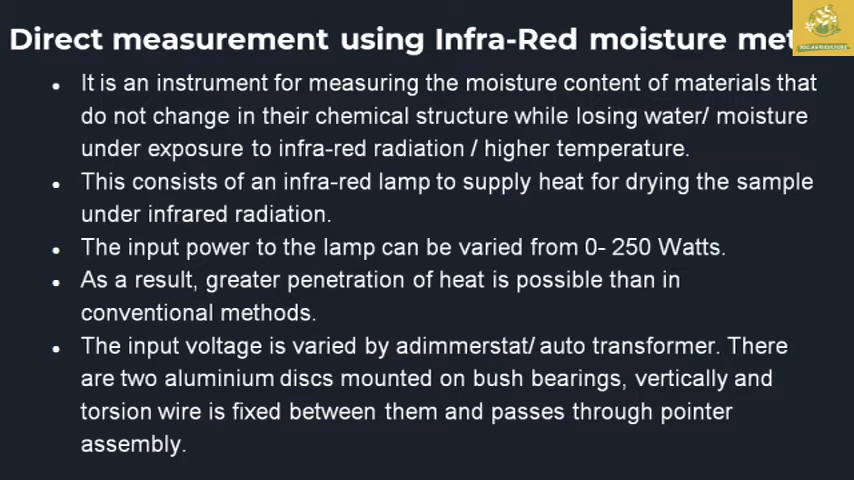 Direct measurement using Infra-Red moisture met
• It is an instrument for measuring the moisture content of materials that
do not change in their chemical structure while losing water/ moisture
under exposure to infra-red radiation / higher temperature.
• This consists of an infra-red lamp to supply heat for drying the sample
under infrared radiation.
• The input power to the lamp can be varied from 0- 250 Watts.
• As a result, greater penetration of heat is possible than in
conventional methods.
• The input voltage is varied by adimmerstat/ auto transformer. There
are two aluminium discs mounted on bush bearings, vertically and
torsion wire is fixed between them and passes through pointer
assembly.